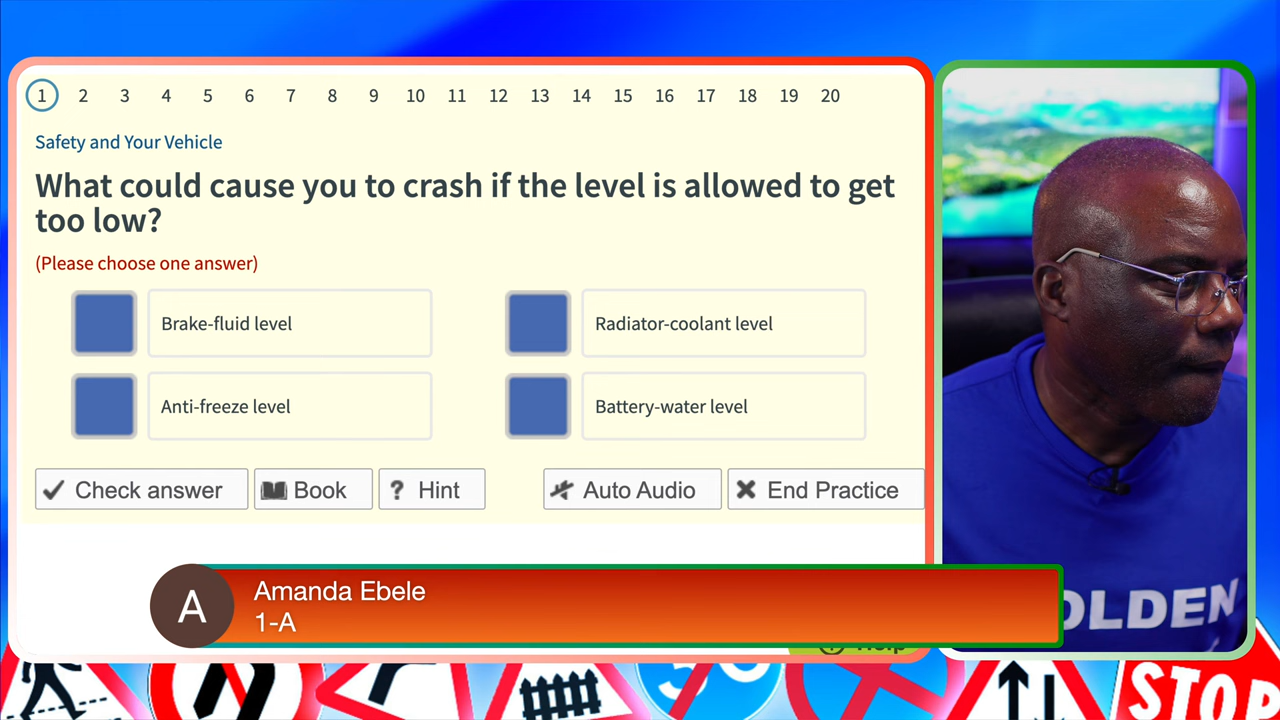 1 2 3 4 5 6 7 8 9 10 11 12 13 14 15 16 17 18 19 20
Safety and Your Vehicle
What could cause you to crash if the level is allowed to get
too low?
(Please choose one answer)
Brake-fluid level
Radiator-coolant level
Anti-freeze level
Battery-water level
Check answer
Book
? Hint
Auto Audio
End Practice
A
Amanda Ebele
1-A
OLDEN
Help
STOP